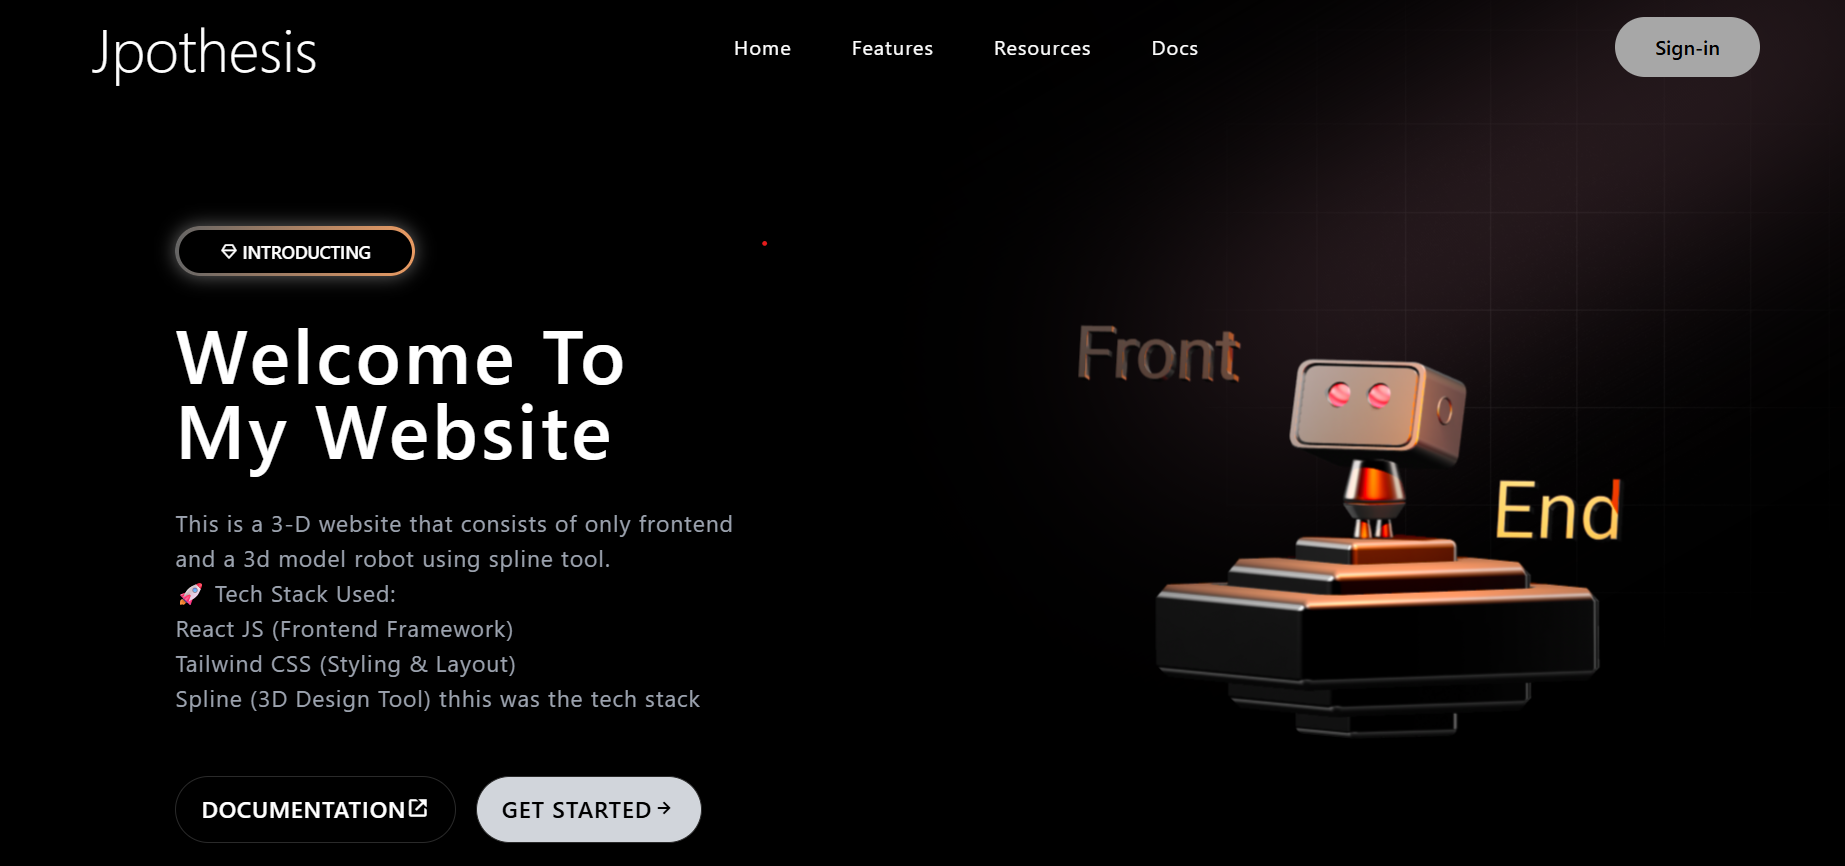 Jpothesis
Home Features Resources Docs
Sign-in
INTRODUCTING
Welcome To
My Website
This is a 3-D website that consists of only frontend
and a 3d model robot using spline tool.
🚀 Tech Stack Used:
React JS (Frontend Framework)
Tailwind CSS (Styling & Layout)
Spline (3D Design Tool) thhis was the tech stack
DOCUMENTATION
GET STARTED →
Front
End